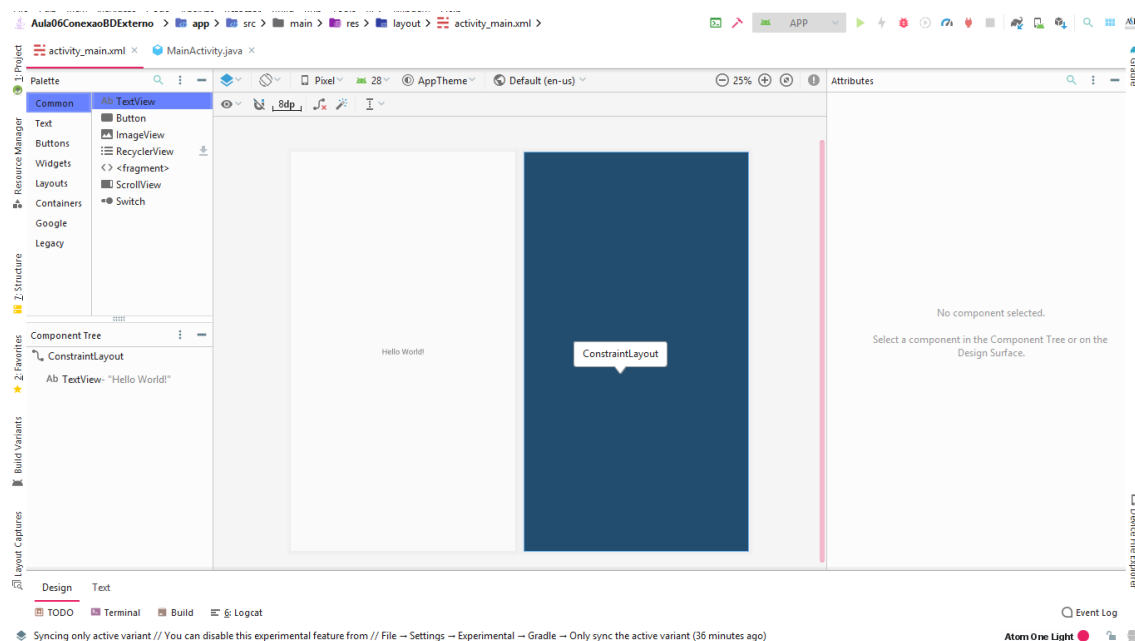 Aula06ConexaoBDExterno > app > src > main > res > layout > activity_main.xml > APP
activity_main.xml × MainActivity.java ×
Palette
Common
Text
Buttons
Widgets
Layouts
Containers
Google
Legacy
Ab TextView
Button
ImageView
RecyclerView
<> <fragment>
ScrollView
Switch
Pixel 28 AppTheme Default (en-us) 25%
8dp
Attributes
No component selected.
Select a component in the Component Tree or on the
Design Surface.
Hello World!
ConstraintLayout
Component Tree
ConstraintLayout
Ab TextView- "Hello World!"
1: Project
Resource Manager
7: Structure
2: Favorites
Build Variants
Layout Captures
Gradle
Device File Explorer
Design Text
TODO Terminal Build 6: Logcat Event Log
Syncing only active variant // You can disable this experimental feature from // File → Settings → Experimental → Gradle → Only sync the active variant (36 minutes ago) Atom One Light